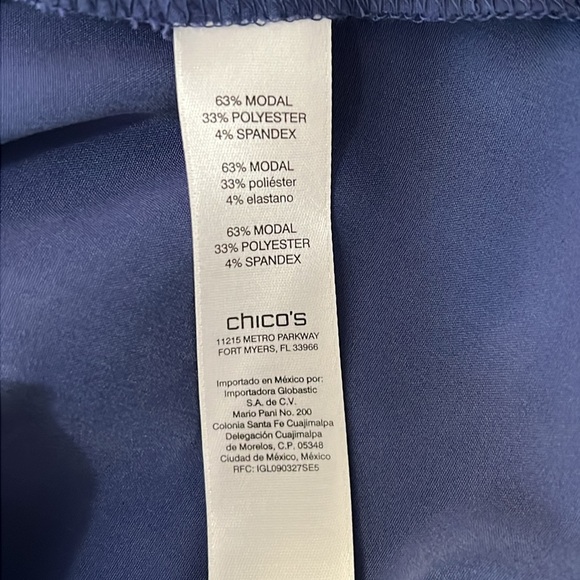 63% MODAL
33% POLYESTER
4% SPANDEX
63% MODAL
33% poliéster
4% elastano
63% MODAL
33% POLYESTER
4% SPANDEX
chico's
11215 METRO PARKWAY
FORT MYERS, FL 33966
Importado en México por:
Importadora Globastic
S.A. de C.V.
Mario Pani No. 200
Colonia Santa Fe Cuajimalpa
Delegación Cuajimalpa
de Morelos, C.P. 05348
Ciudad de México, México
RFC: IGL090327SE5